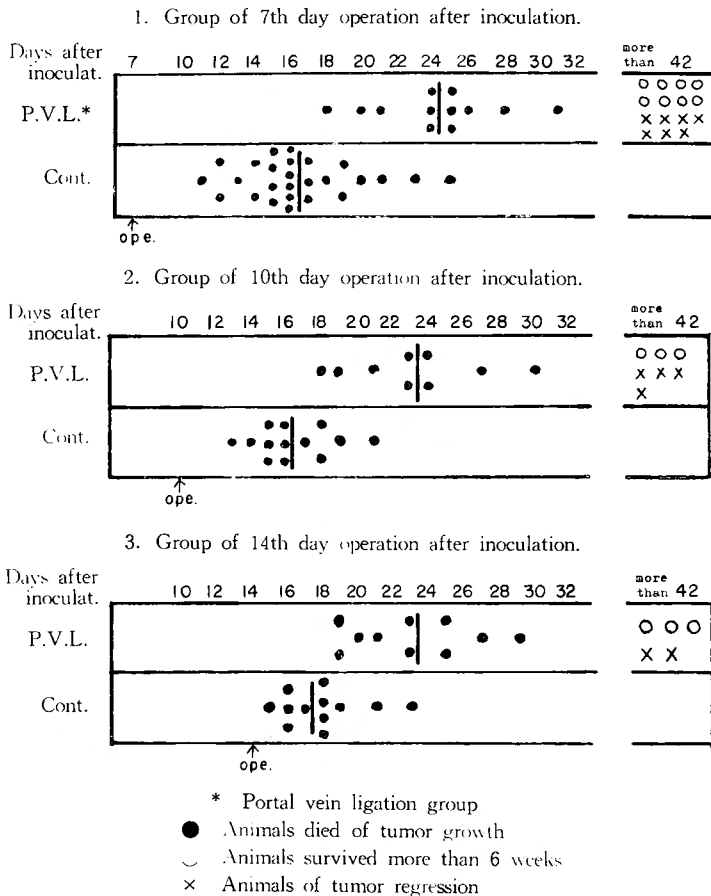 1. Group of 7th day operation after inoculation.
Days after inoculat. 7 12 14 16 18 20 22 24 26 28 30 32 more than 42
P.V.L.*
Cont.
ope.
2. Group of 10th day operation after inoculation.
Days after inoculat. 10 12 14 16 18 20 22 24 26 28 30 32 more than 42
P.V.L.
Cont.
ope.
3. Group of 14th day operation after inoculation.
Days after inoculat. 10 12 14 16 18 20 22 24 26 28 30 32 more than 42
P.V.L.
Cont.
ope.
* Portal vein ligation group
Animals died of tumor growth
Animals survived more than 6 weeks
Animals of tumor regression